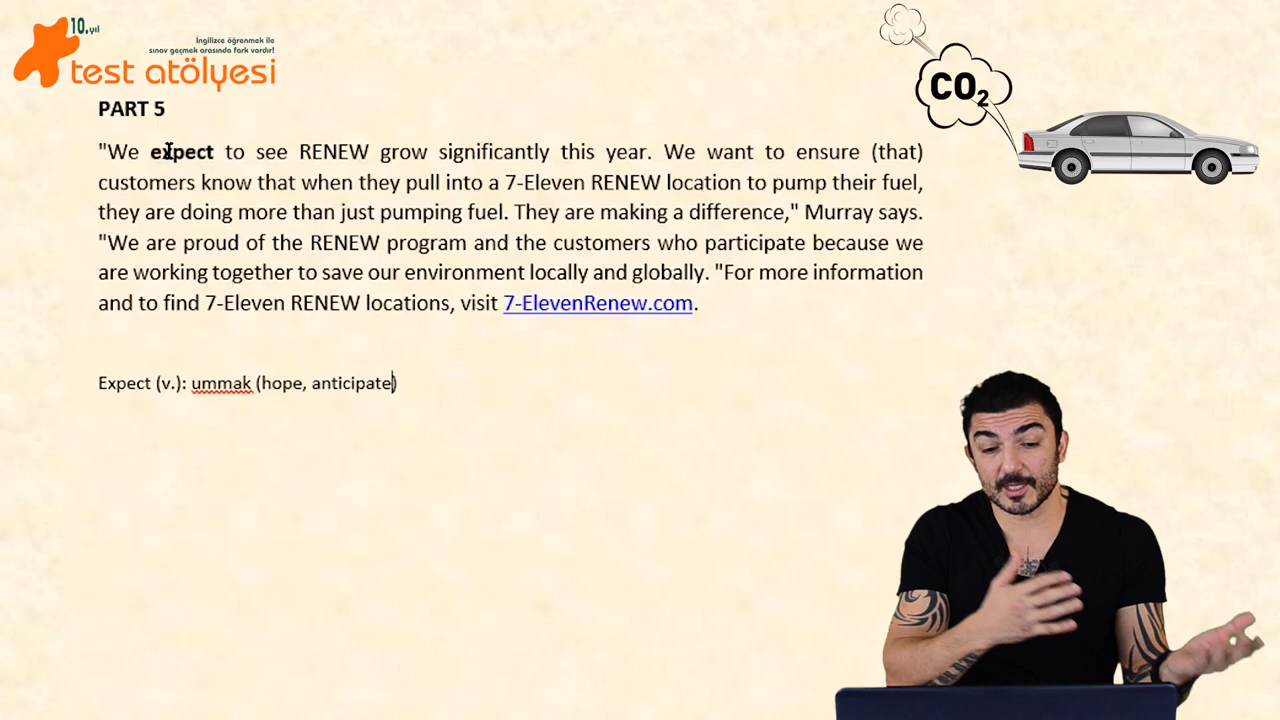 10.yıl
İngilizce öğrenmek ile
sınav geçmek arasında fark vardır!
test atölyesi
CO2
PART 5
"We expect to see RENEW grow significantly this year. We want to ensure (that)
customers know that when they pull into a 7-Eleven RENEW location to pump their fuel,
they are doing more than just pumping fuel. They are making a difference," Murray says.
"We are proud of the RENEW program and the customers who participate because we
are working together to save our environment locally and globally. "For more information
and to find 7-Eleven RENEW locations, visit 7-ElevenRenew.com.
Expect (v.): ummak (hope, anticipate)